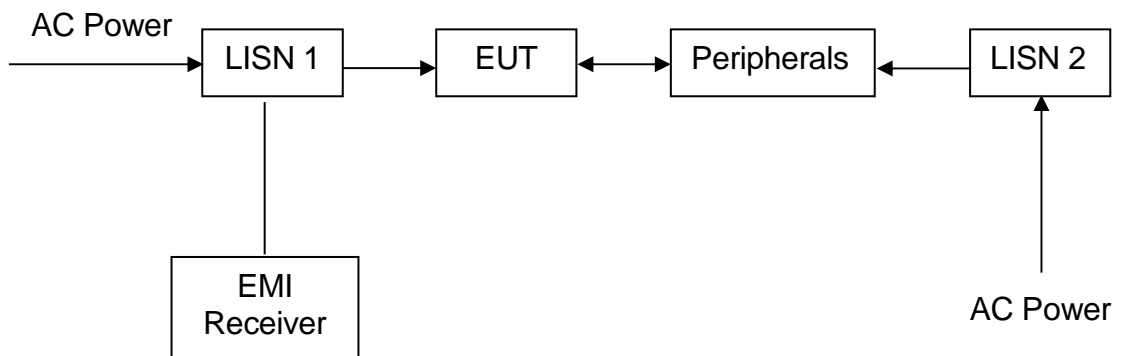 AC Power
LISN 1
EUT
Peripherals
LISN 2
EMI
Receiver
AC Power